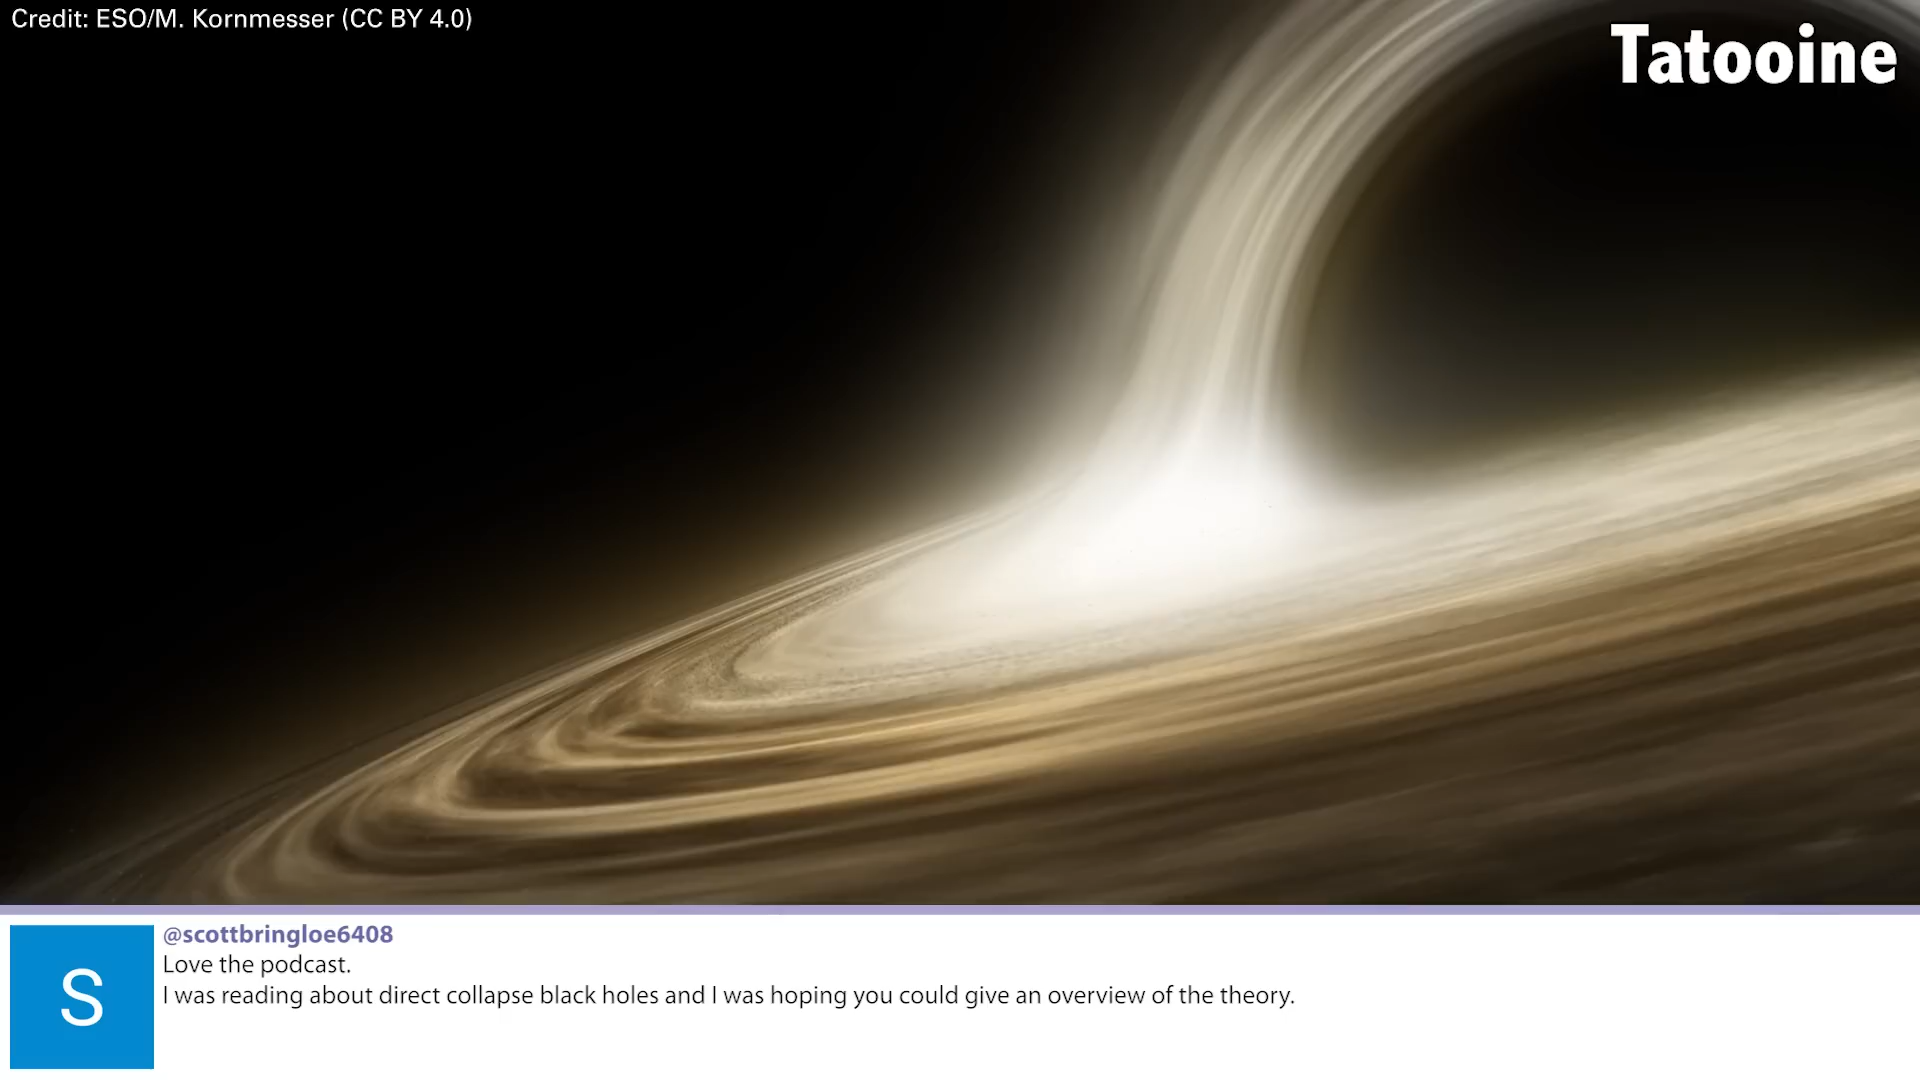 Credit: ESO/M. Kornmesser (CC BY 4.0)
Tatooine
@scottbringloe6408
S
Love the podcast.
I was reading about direct collapse black holes and I was hoping you could give an overview of the theory.